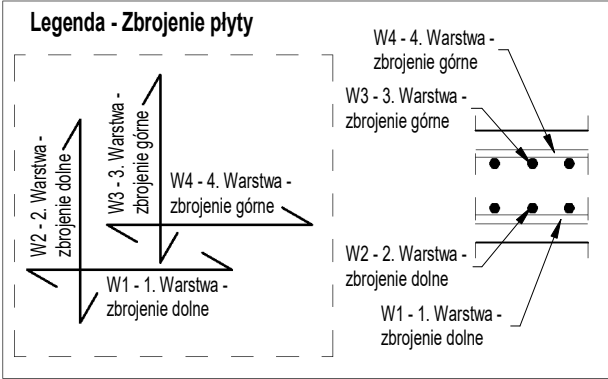 Legenda - Zbrojenie płyty
W2 - 2. Warstwa -
zbrojenie dolne
W3 - 3. Warstwa -
zbrojenie górne
W4 - 4. Warstwa -
zbrojenie górne
W1 - 1. Warstwa -
zbrojenie dolne
W4 - 4. Warstwa -
zbrojenie górne
W3 - 3. Warstwa -
zbrojenie górne
W2 - 2. Warstwa -
zbrojenie dolne
W1 - 1. Warstwa -
zbrojenie dolne